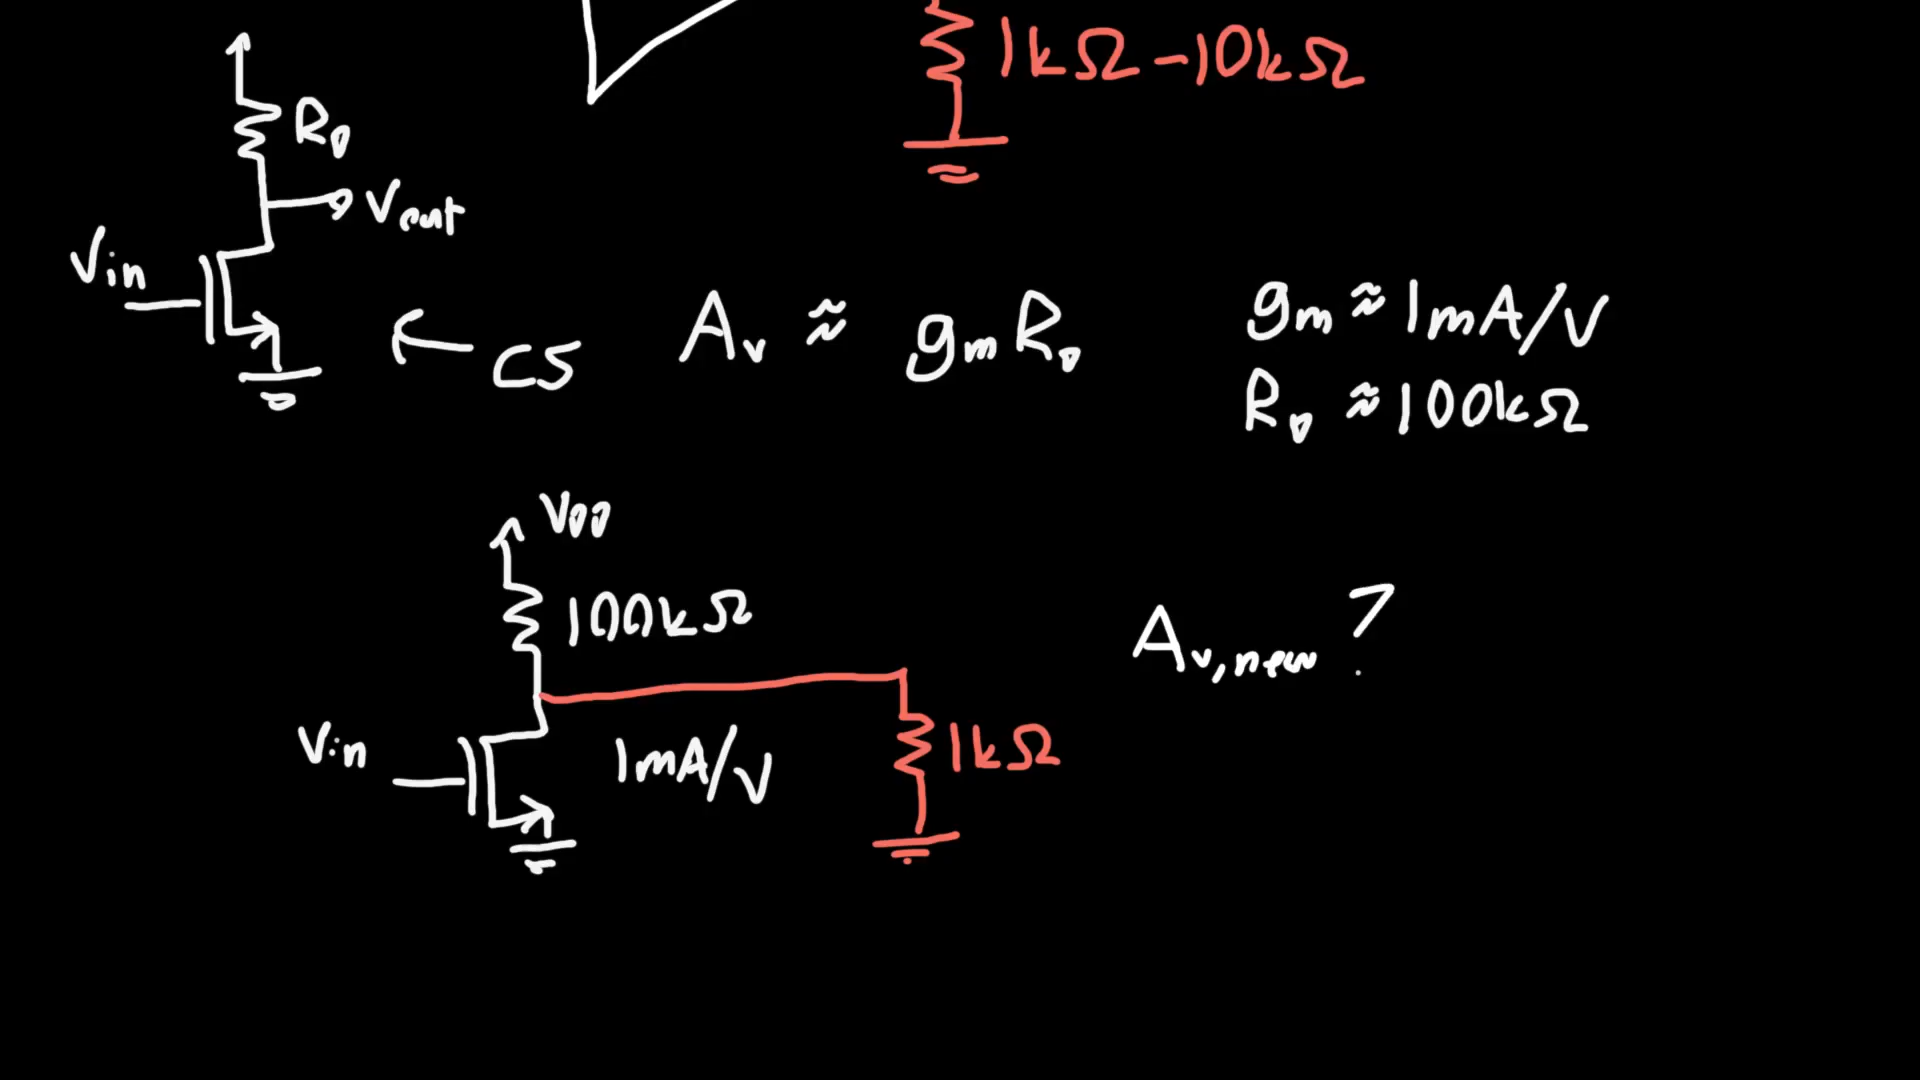 1kΩ-10kΩ
RD
Vout
Vin
CS
Av ≈ gmRD
gm ≈ 1mA/V
RD ≈ 100kΩ
VDD
100kΩ
Av,new ?
Vin
1mA/V
1kΩ